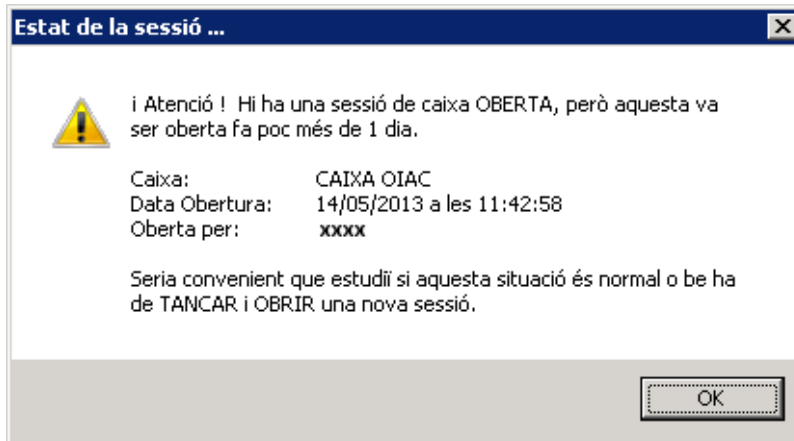 Estat de la sessió ...
¡ Atenció ! Hi ha una sessió de caixa OBERTA, però aquesta va
ser oberta fa poc més de 1 dia.
Caixa: CAIXA OIAC
Data Obertura: 14/05/2013 a les 11:42:58
Oberta per: xxxx
Seria convenient que estudiï si aquesta situació és normal o be ha
de TANCAR i OBRIR una nova sessió.
OK